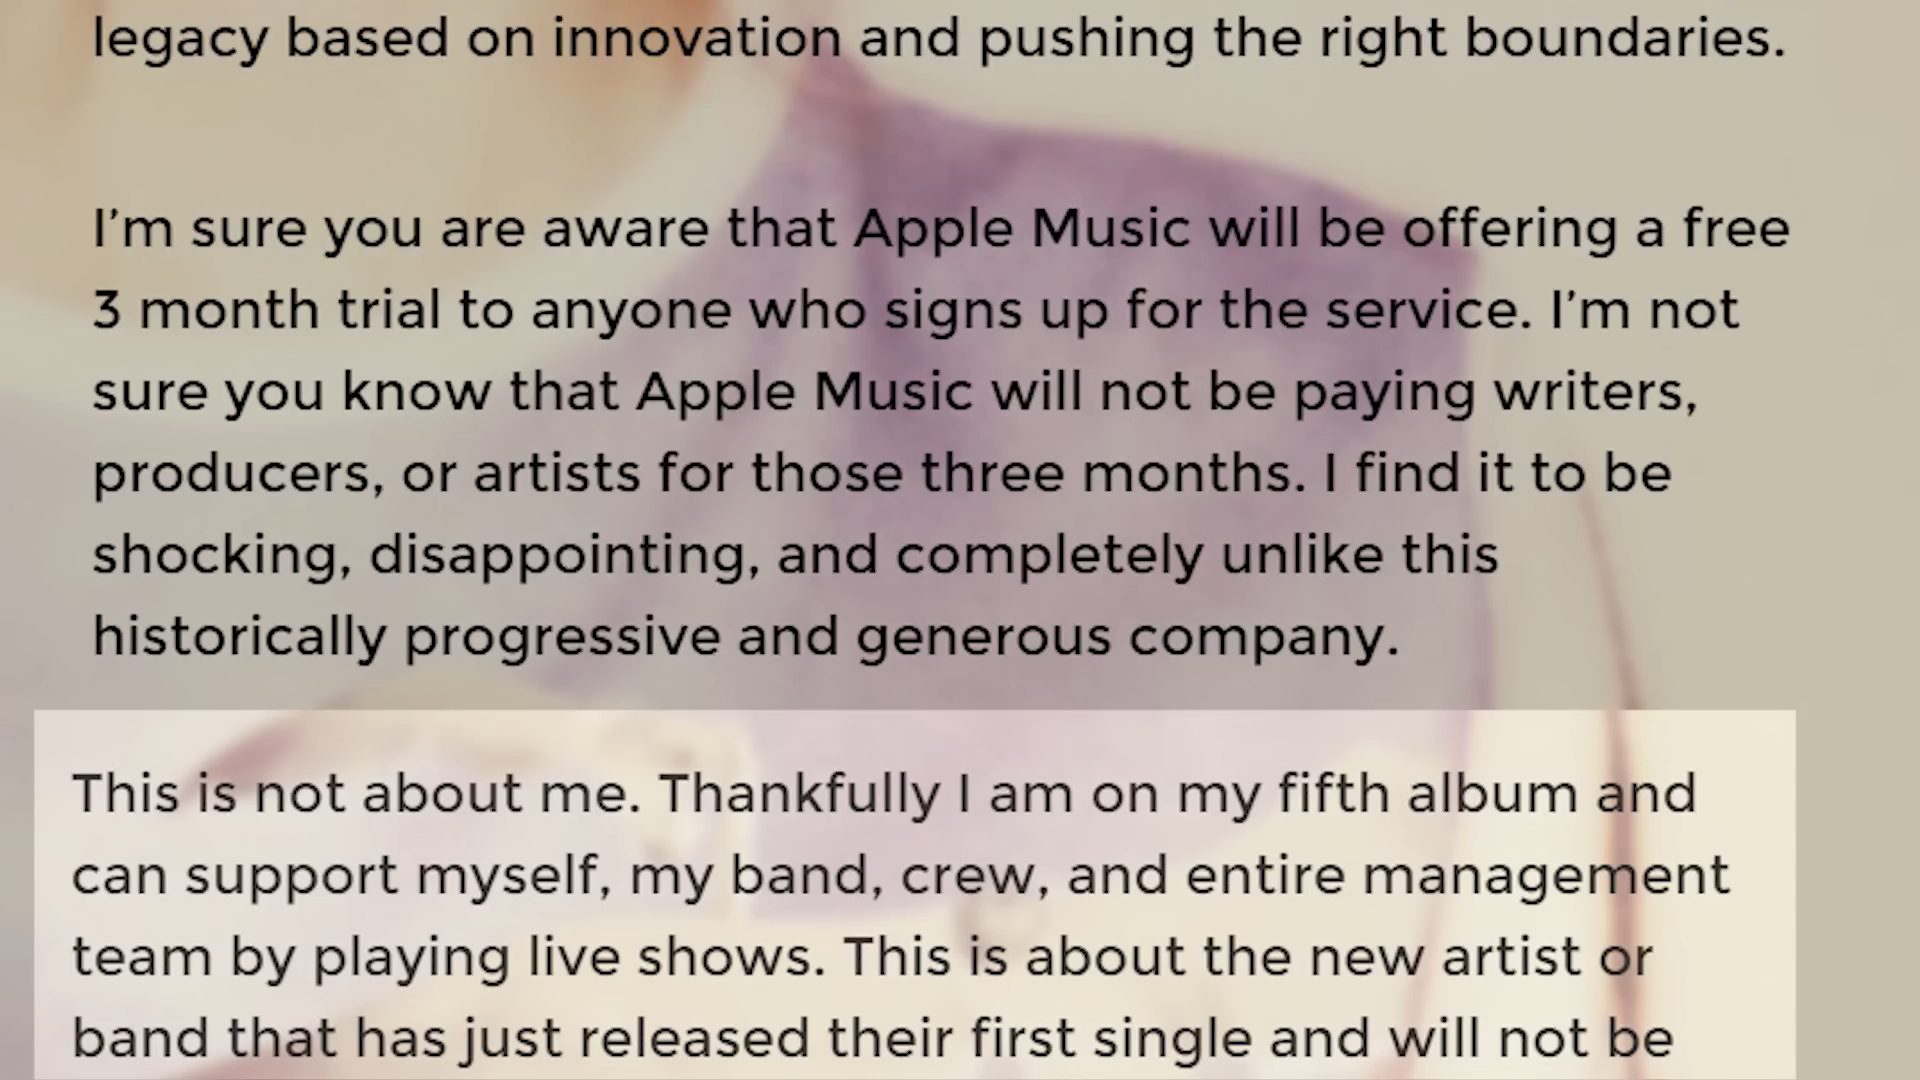 legacy based on innovation and pushing the right boundaries.
I’m sure you are aware that Apple Music will be offering a free
3 month trial to anyone who signs up for the service. I’m not
sure you know that Apple Music will not be paying writers,
producers, or artists for those three months. I find it to be
shocking, disappointing, and completely unlike this
historically progressive and generous company.
This is not about me. Thankfully I am on my fifth album and
can support myself, my band, crew, and entire management
team by playing live shows. This is about the new artist or
band that has just released their first single and will not be